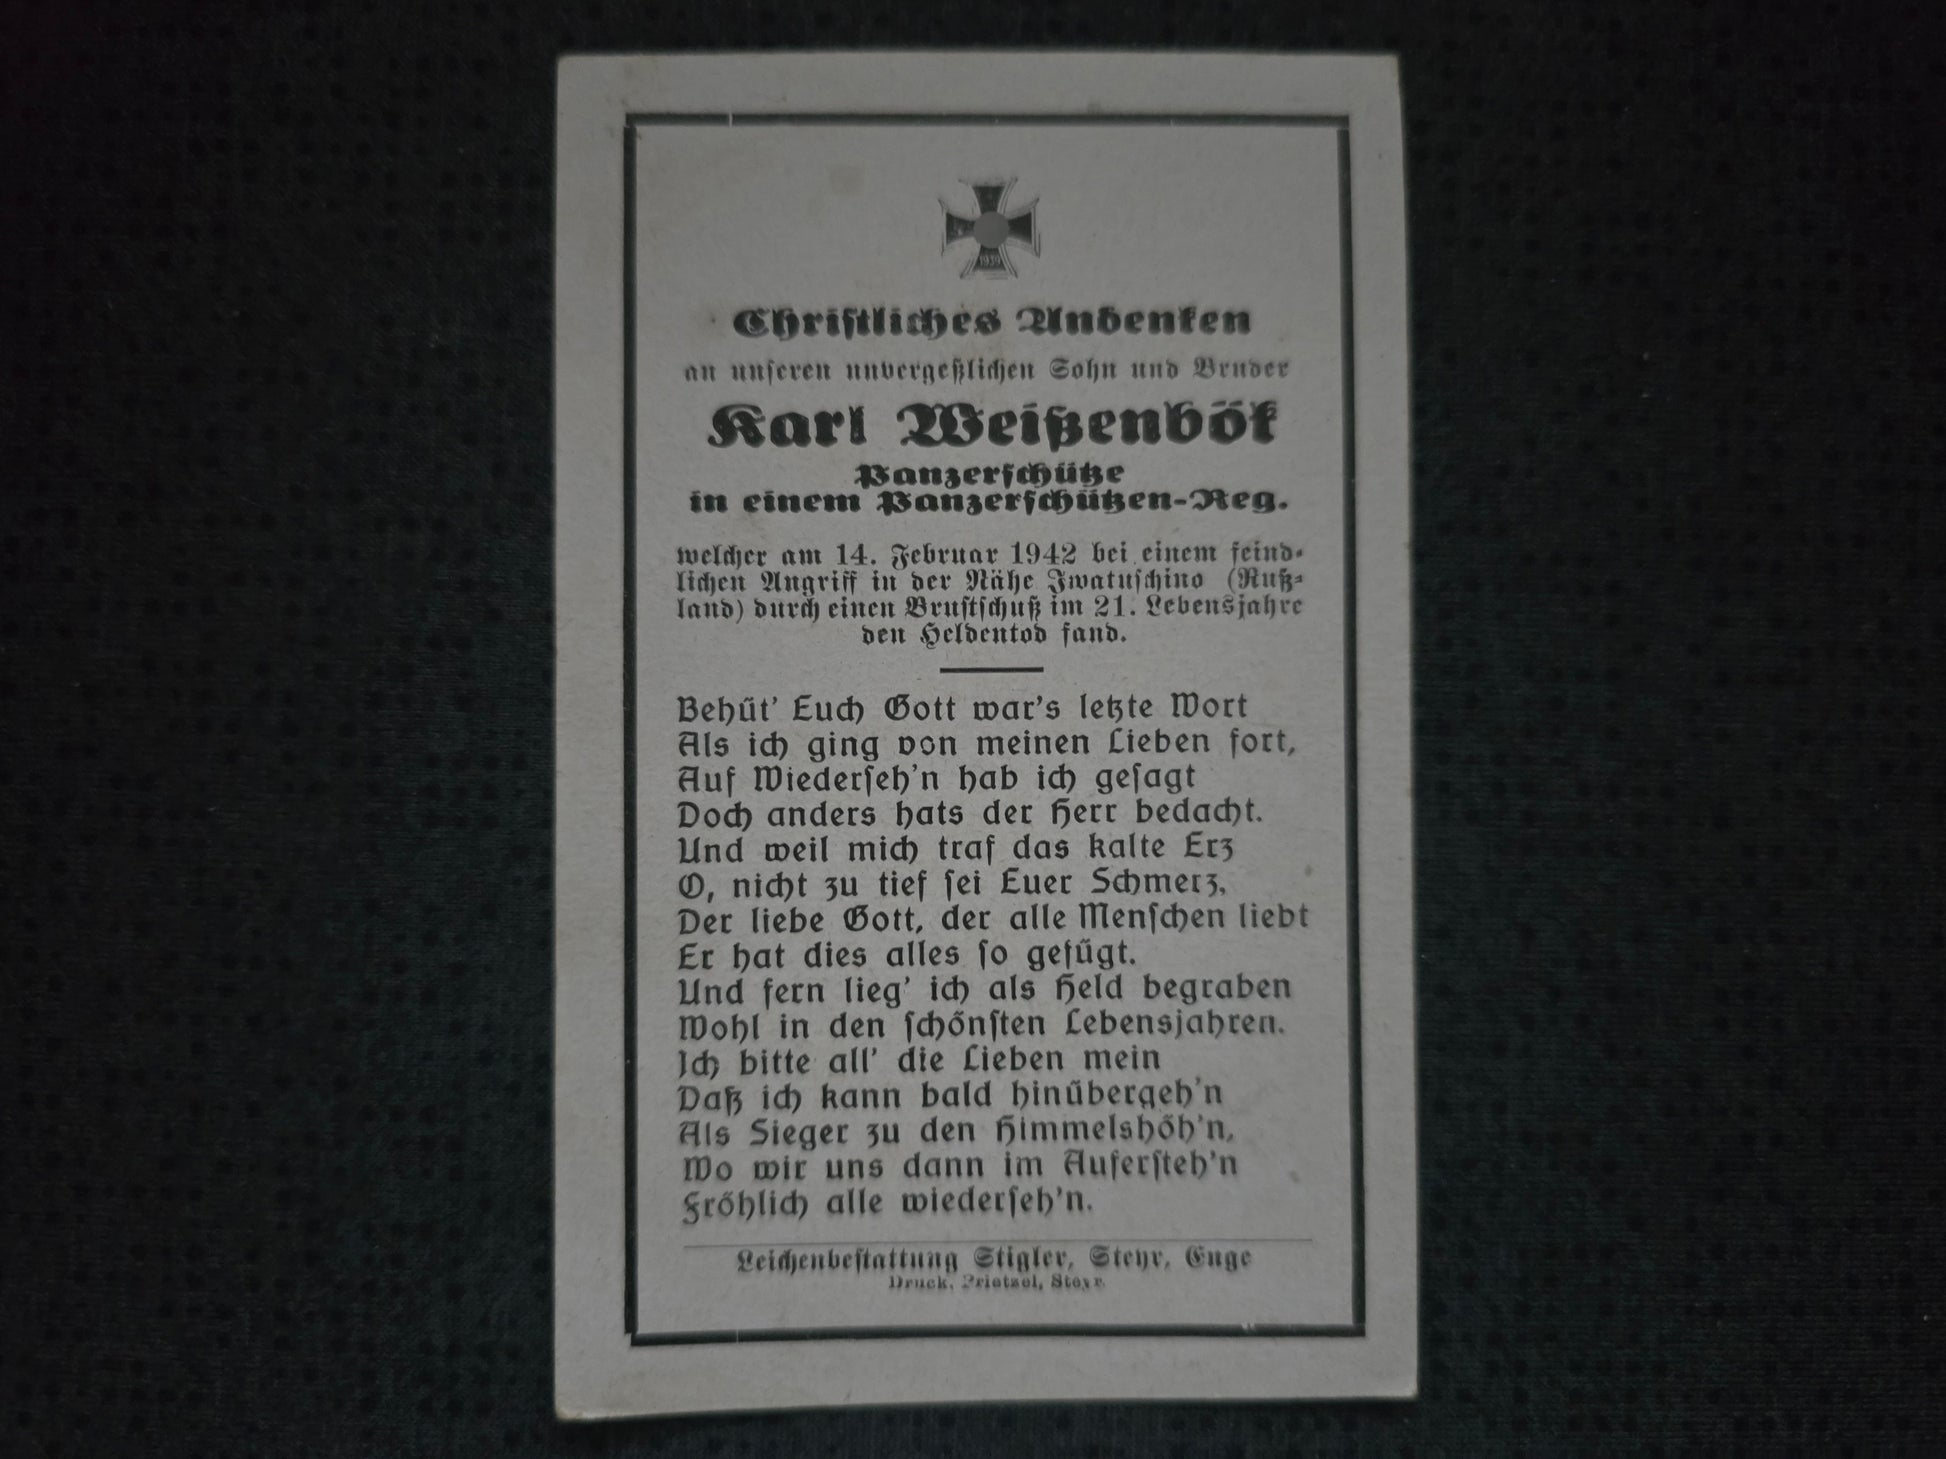 1939
Christliches Andenken
an unseren unvergeßlichen Sohn und Bruder
Karl Weißenbök
Panzerschütze
in einem Panzerschützen-Reg.
welcher am 14. Februar 1942 bei einem feind-
lichen Angriff in der Nähe Iwatuschino (Ruß-
land) durch einen Brustschuß im 21. Lebensjahre
den Heldentod fand.
Behüt' Euch Gott war's letzte Wort
Als ich ging von meinen Lieben fort,
Auf Wiederseh'n hab ich gesagt
Doch anders hats der Herr bedacht.
Und weil mich traf das kalte Erz
O, nicht zu tief sei Euer Schmerz,
Der liebe Gott, der alle Menschen liebt
Er hat dies alles so gefügt.
Und fern lieg' ich als Held begraben
Wohl in den schönsten Lebensjahren.
Ich bitte all' die Lieben mein
Daß ich kann bald hinübergeh'n
Als Sieger zu den Himmelshöh'n,
Wo wir uns dann im Aufersteh'n
Fröhlich alle wiederseh'n.
Leichenbestattung Stigler, Steyr, Enge
Druck, Prietzel, Steyr.